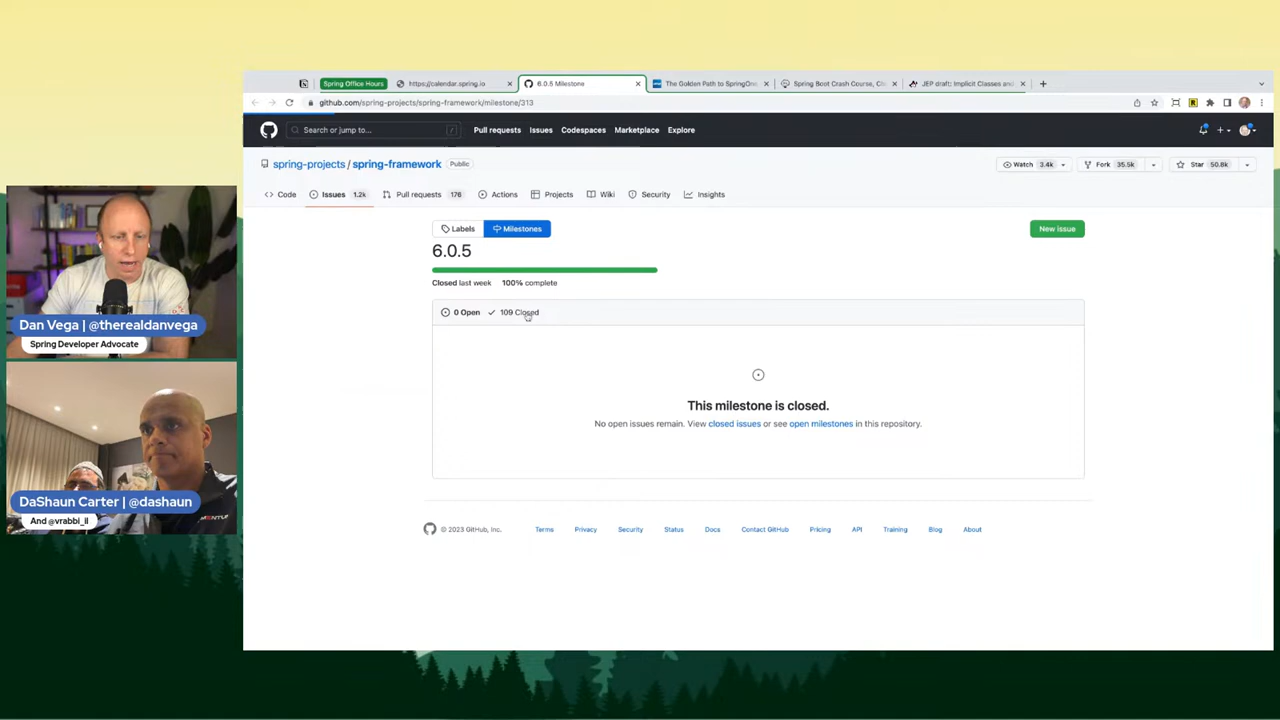 Spring Office Hours
https://calendar.spring.io
6.0.5 Milestone
The Golden Path to SpringOne
Spring Boot Crash Course, C
JEP draft: Implicit Classes and
github.com/spring-projects/spring-framework/milestone/313
Search or jump to...
/
Pull requests
Issues
Codespaces
Marketplace
Explore
spring-projects / spring-framework
Public
Watch 3.4k
Fork 35.5k
Star 50.8k
Code
Issues 1.2k
Pull requests 176
Actions
Projects
Wiki
Security
Insights
Labels
Milestones
New issue
6.0.5
Closed last week 100% complete
0 Open 109 Closed
This milestone is closed.
No open issues remain. View closed issues or see open milestones in this repository.
© 2023 GitHub, Inc.
Terms
Privacy
Security
Status
Docs
Contact GitHub
Pricing
API
Training
Blog
About
Dan Vega | @therealdanvega
Spring Developer Advocate
DaShaun Carter | @dashaun
And @vrabbi_il